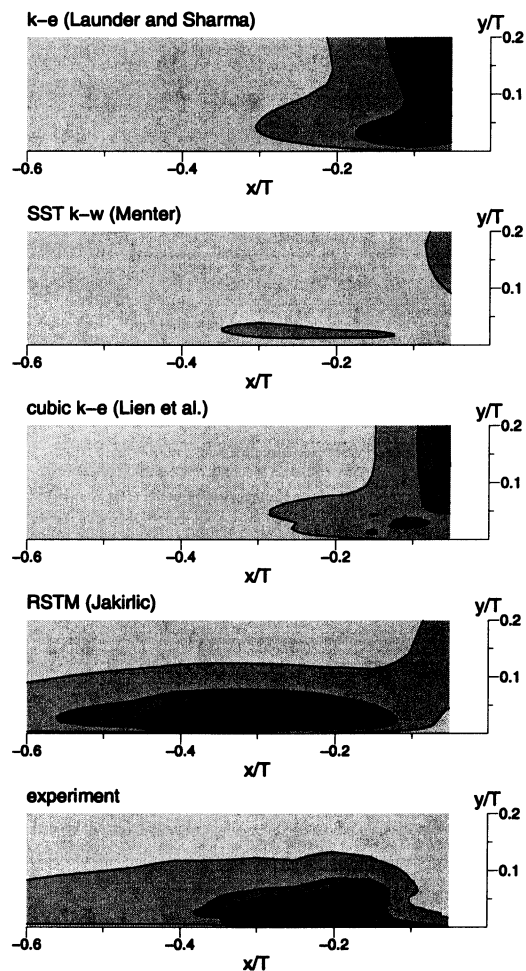 k-e (Launder and Sharma)
y/T
0.2
0.1
-0.6 -0.4 -0.2
x/T
SST k-w (Menter)
y/T
0.2
0.1
-0.6 -0.4 -0.2
x/T
cubic k-e (Lien et al.)
y/T
0.2
0.1
-0.6 -0.4 -0.2
x/T
RSTM (Jakirlic)
y/T
0.2
0.1
-0.6 -0.4 -0.2
x/T
experiment
y/T
0.2
0.1
-0.6 -0.4 -0.2
x/T